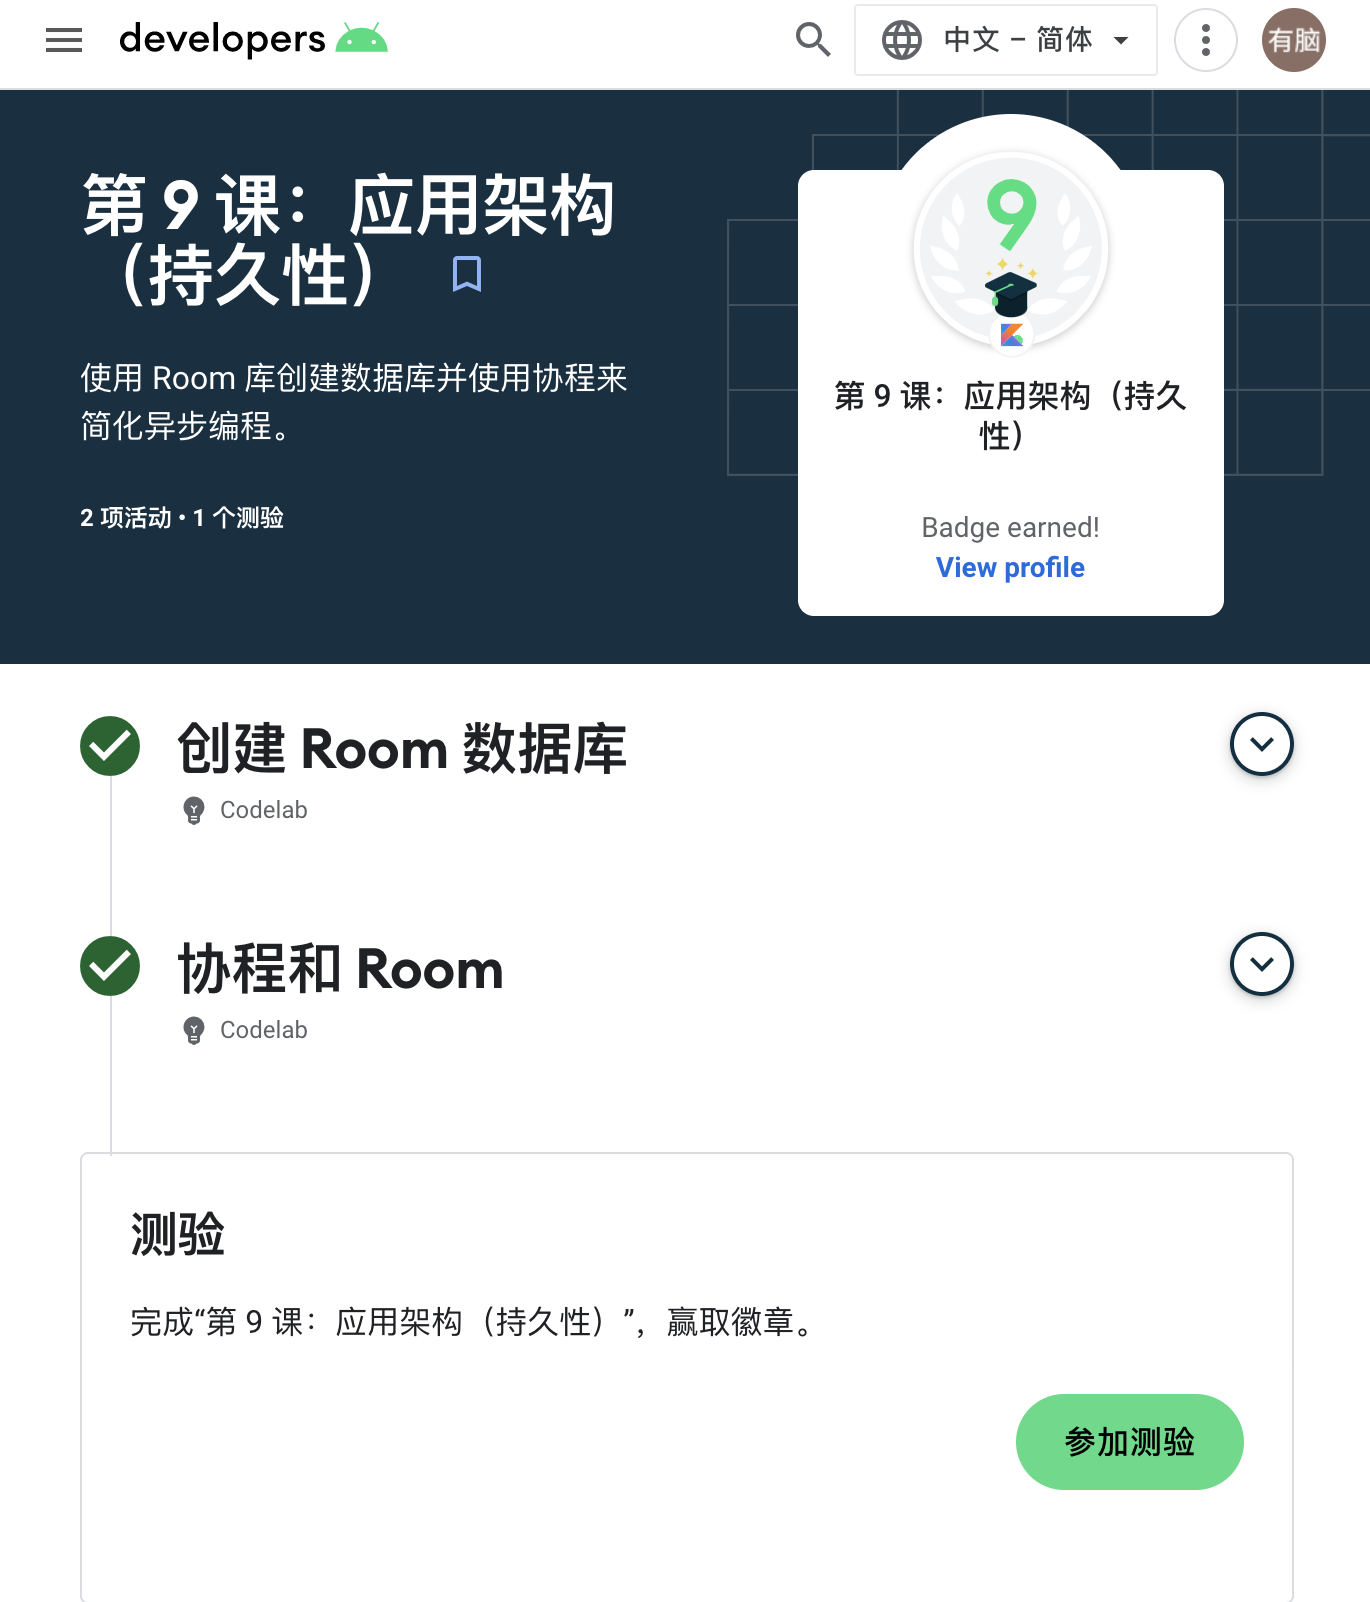 developers
中文 – 简体
有脑
第 9 课：应用架构
（持久性）
使用 Room 库创建数据库并使用协程来
简化异步编程。
2 项活动 • 1 个测验
9
第 9 课：应用架构（持久
性）
Badge earned!
View profile
创建 Room 数据库
Codelab
协程和 Room
Codelab
测验
完成“第 9 课：应用架构（持久性）”，赢取徽章。
参加测验